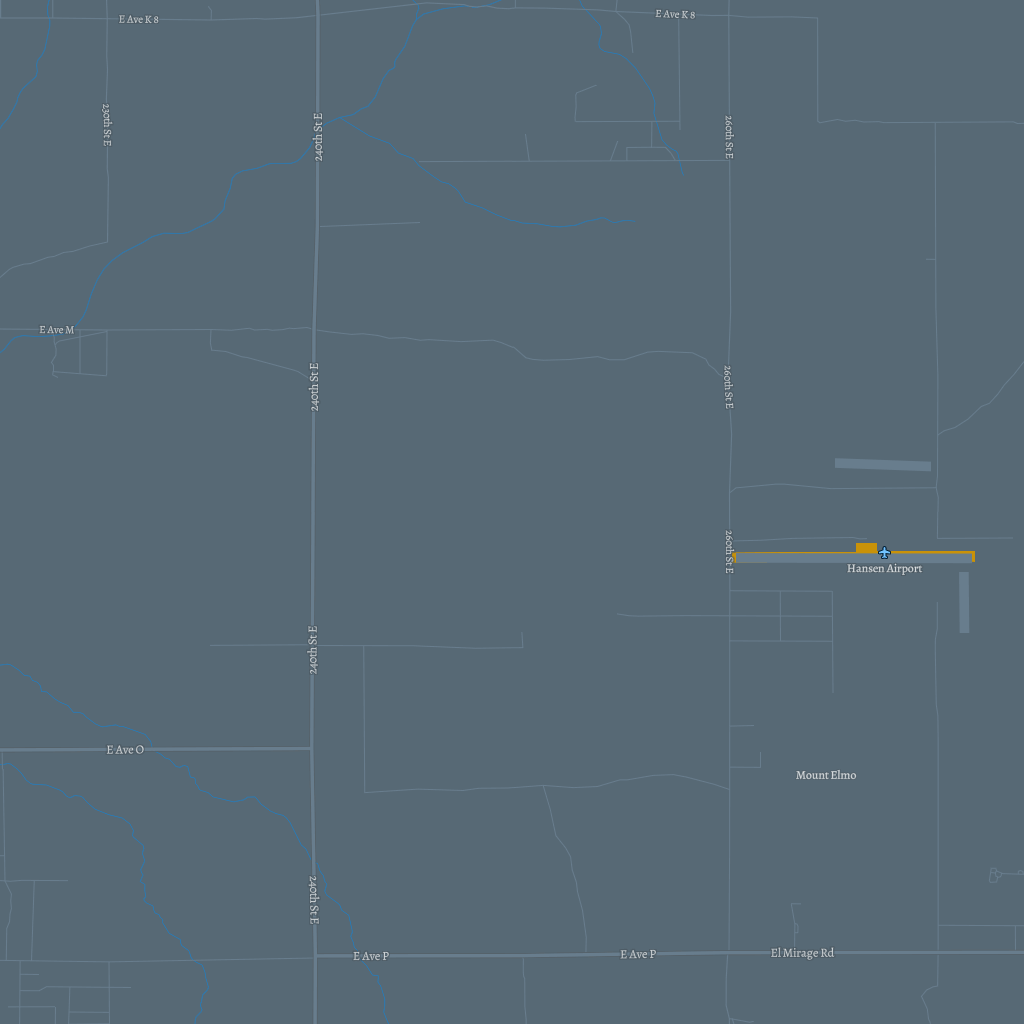 E Ave K 8
E Ave K 8
230th St E
240th St E
260th St E
E Ave M
240th St E
260th St E
260th St E
Hansen Airport
240th St E
E Ave O
Mount Elmo
240th St E
E Ave P
E Ave P
El Mirage Rd